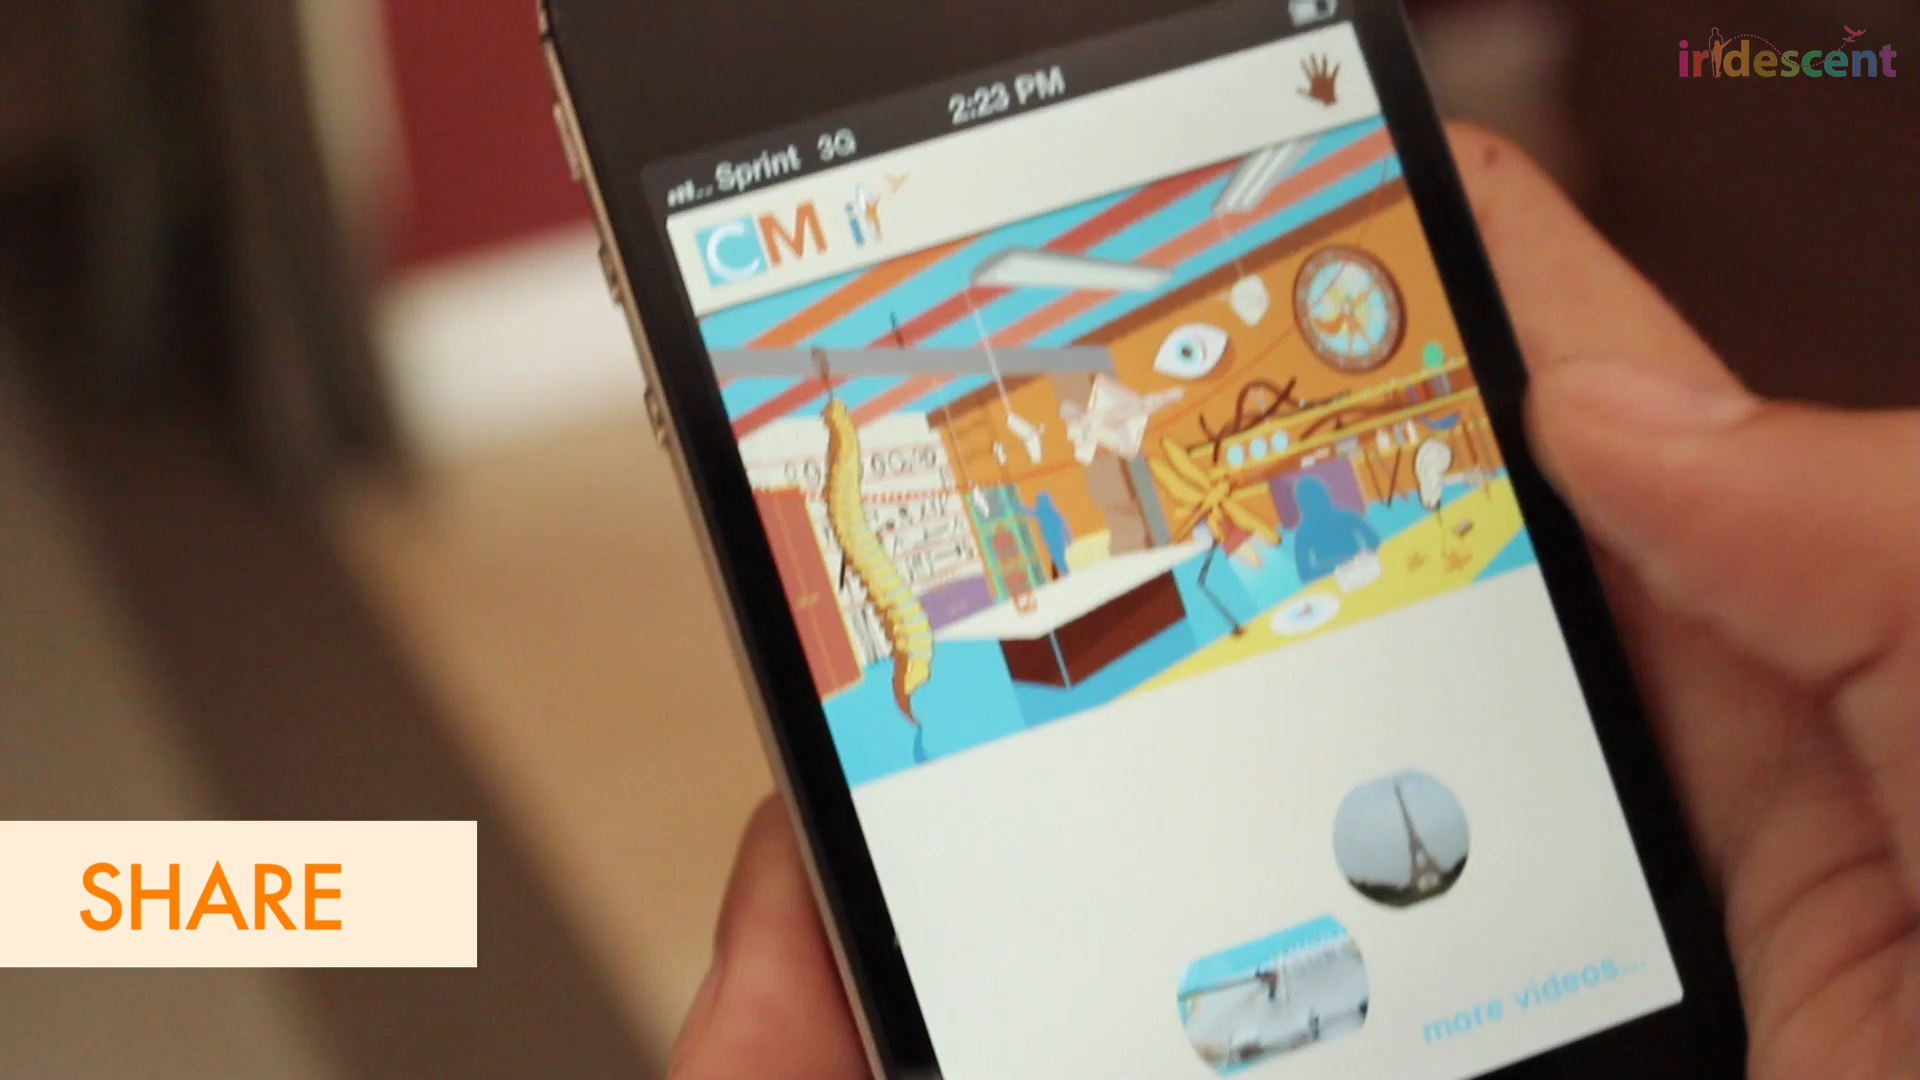 iridescent
2:23 PM
Sprint 3G
CM i
SHARE
more videos...